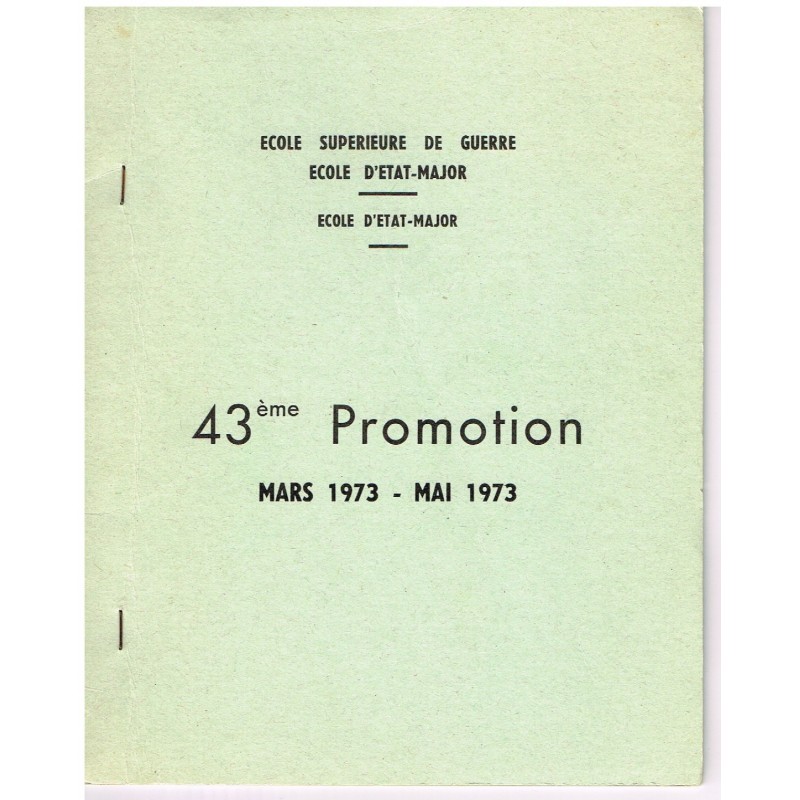 ECOLE SUPERIEURE DE GUERRE
ECOLE D'ETAT-MAJOR
ECOLE D'ETAT-MAJOR
43ème Promotion
MARS 1973 - MAI 1973